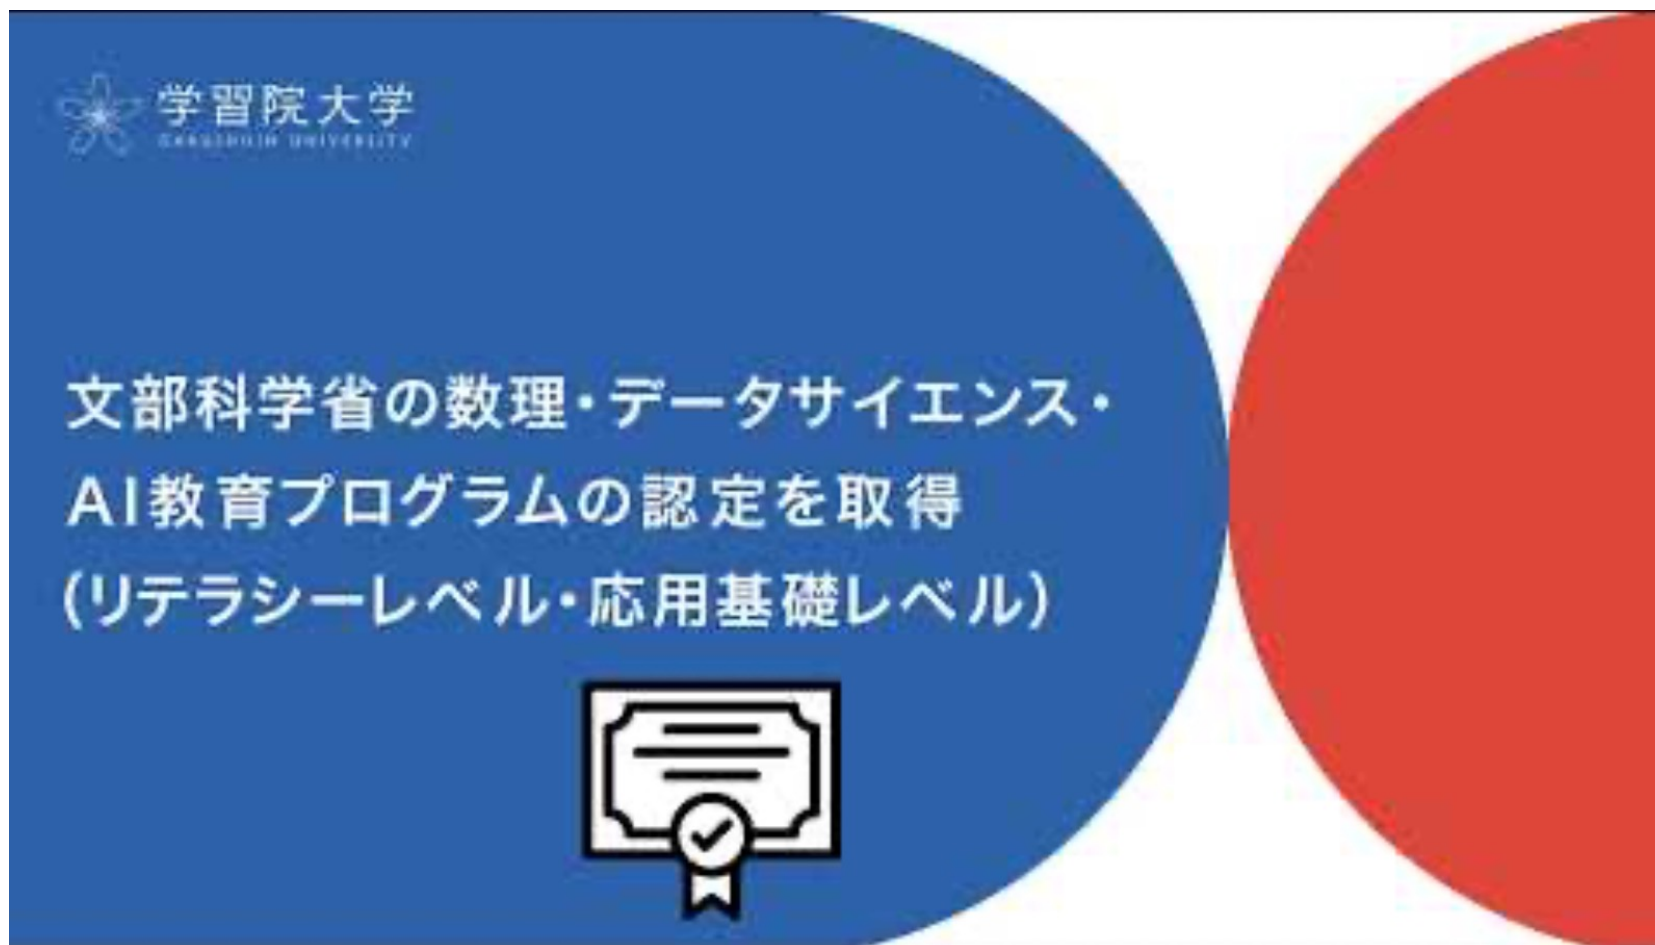 学習院大学
GAKUSHUIN UNIVERSITY
文部科学省の数理・データサイエンス・
AI教育プログラムの認定を取得
(リテラシーレベル・応用基礎レベル)